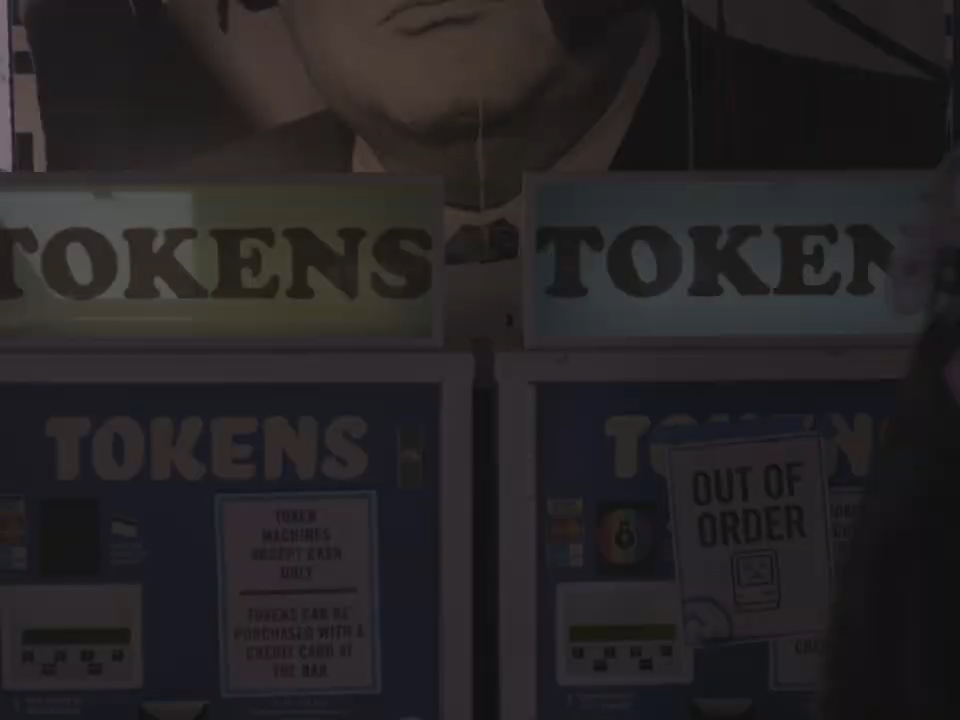 TOKENS
TOKEN
TOKENS
OUT OF
ORDER
TOKEN
MACHINES
ACCEPT CASH
ONLY
TOKENS CAN BE
PURCHASED WITH A
CREDIT CARD AT
THE BAR